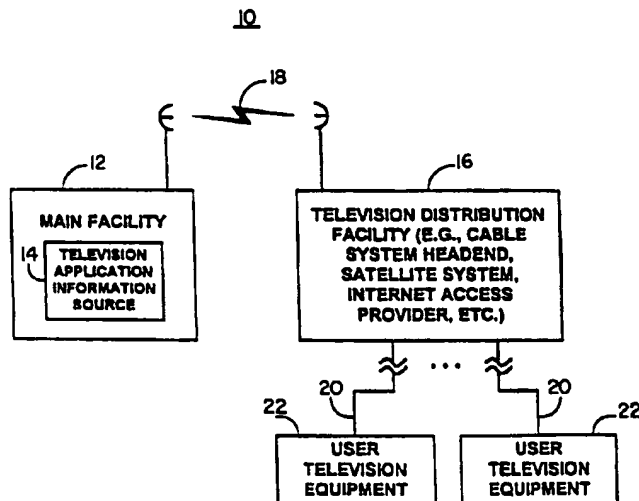 10
18
12
16
MAIN FACILITY
14
TELEVISION
APPLICATION
INFORMATION
SOURCE
TELEVISION DISTRIBUTION
FACILITY (E.G., CABLE
SYSTEM HEADEND,
SATELLITE SYSTEM,
INTERNET ACCESS
PROVIDER, ETC.)
20
20
22
22
USER
TELEVISION
EQUIPMENT
USER
TELEVISION
EQUIPMENT